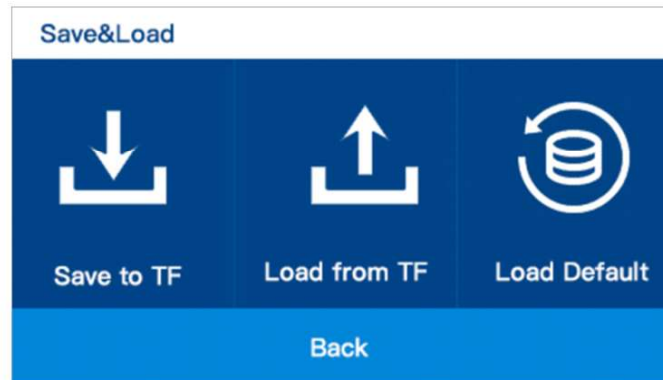 Save&Load
Save to TF
Load from TF
Load Default
Back